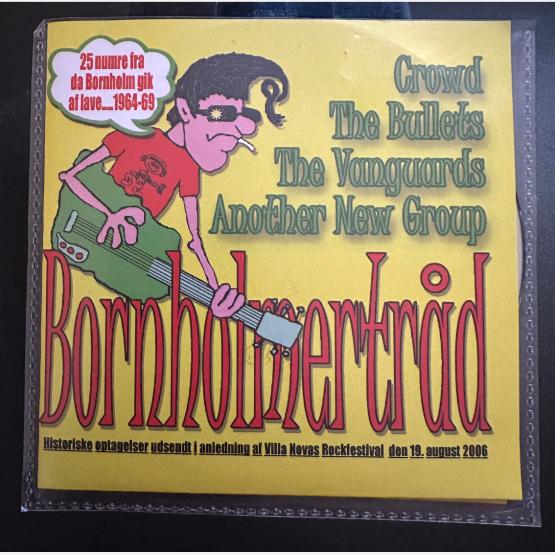 25 numre fra
da Bornholm gik
af lave....1964-69
Crowd
The Bullets
The Vanguards
Another New Group
Bornholmertråd
Historiske optagelser udsendt i anledning af Villa Novas Rockfestival den 19. august 2006